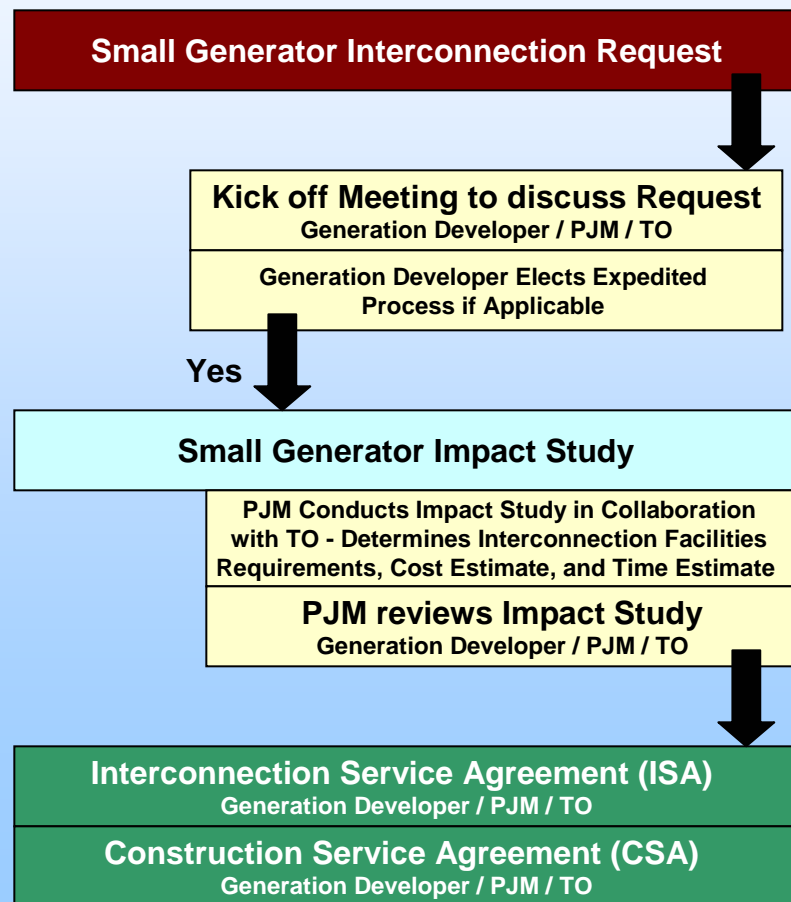 Small Generator Interconnection Request
Kick off Meeting to discuss Request
Generation Developer / PJM / TO
Generation Developer Elects Expedited
Process if Applicable
Yes
Small Generator Impact Study
PJM Conducts Impact Study in Collaboration
with TO - Determines Interconnection Facilities
Requirements, Cost Estimate, and Time Estimate
PJM reviews Impact Study
Generation Developer / PJM / TO
Interconnection Service Agreement (ISA)
Generation Developer / PJM / TO
Construction Service Agreement (CSA)
Generation Developer / PJM / TO